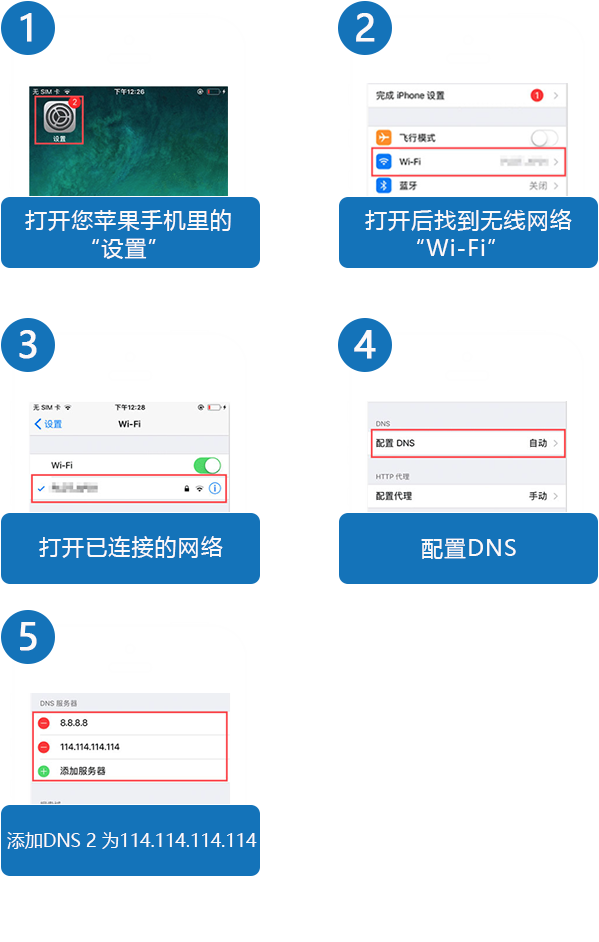 1
无 SIM 卡 下午12:26
2
设置
打开您苹果手机里的
“设置”
2
完成 iPhone 设置 1
飞行模式
Wi-Fi
蓝牙 关闭
打开后找到无线网络
“Wi-Fi”
3
无 SIM 卡 下午12:28
设置 Wi-Fi
Wi-Fi
打开已连接的网络
4
DNS
配置 DNS 自动
HTTP 代理
配置代理 手动
配置DNS
5
DNS 服务器
8.8.8.8
114.114.114.114
添加服务器
添加DNS 2 为114.114.114.114